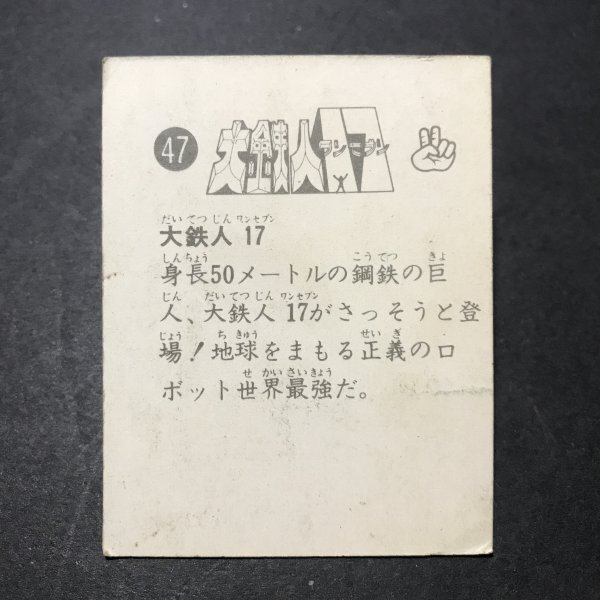 47
大鉄人17
ワンセブン
だいてつじん ワンセブン
大鉄人 17
しんちょう こうてつ きょ
身長50メートルの鋼鉄の巨
じん だいてつじん ワンセブン
人、大鉄人 17がさっそうと登
じょう ちきゅう せいぎ
場!地球をまもる正義のロ
せかいさいきょう
ボット世界最強だ。